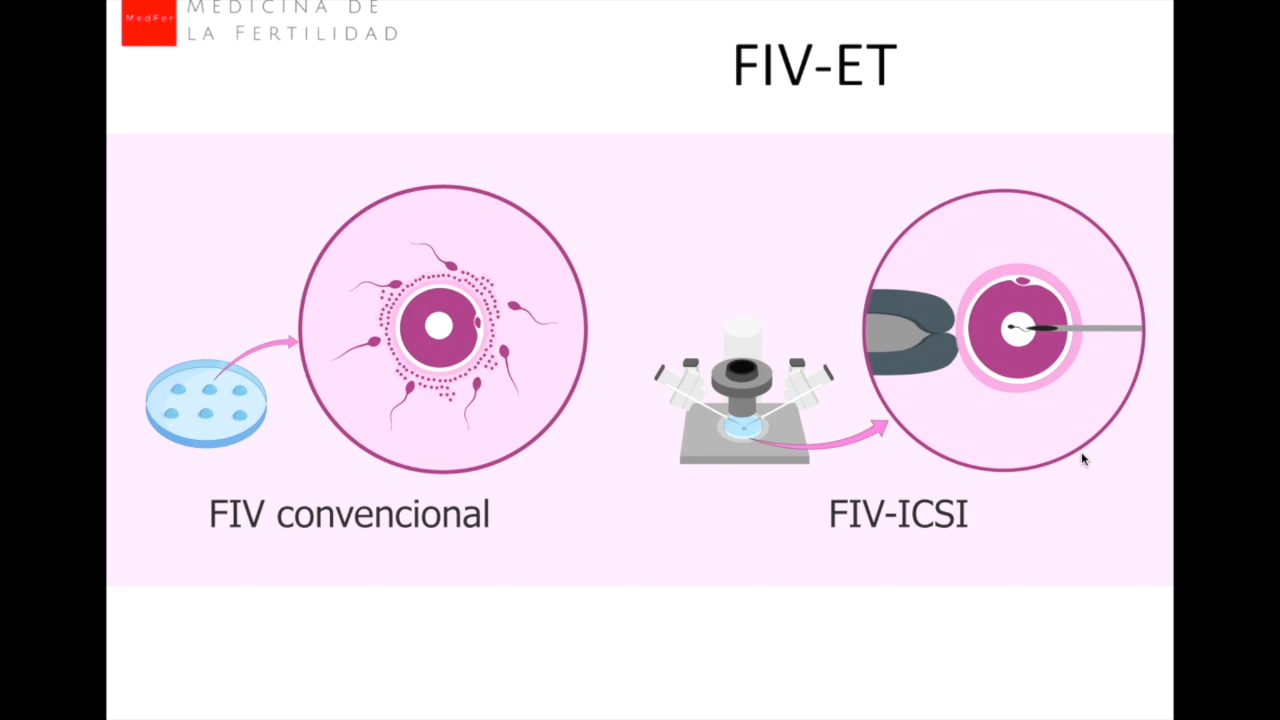 MedFer
MEDICINA DE
LA FERTILIDAD
FIV-ET
FIV convencional
FIV-ICSI